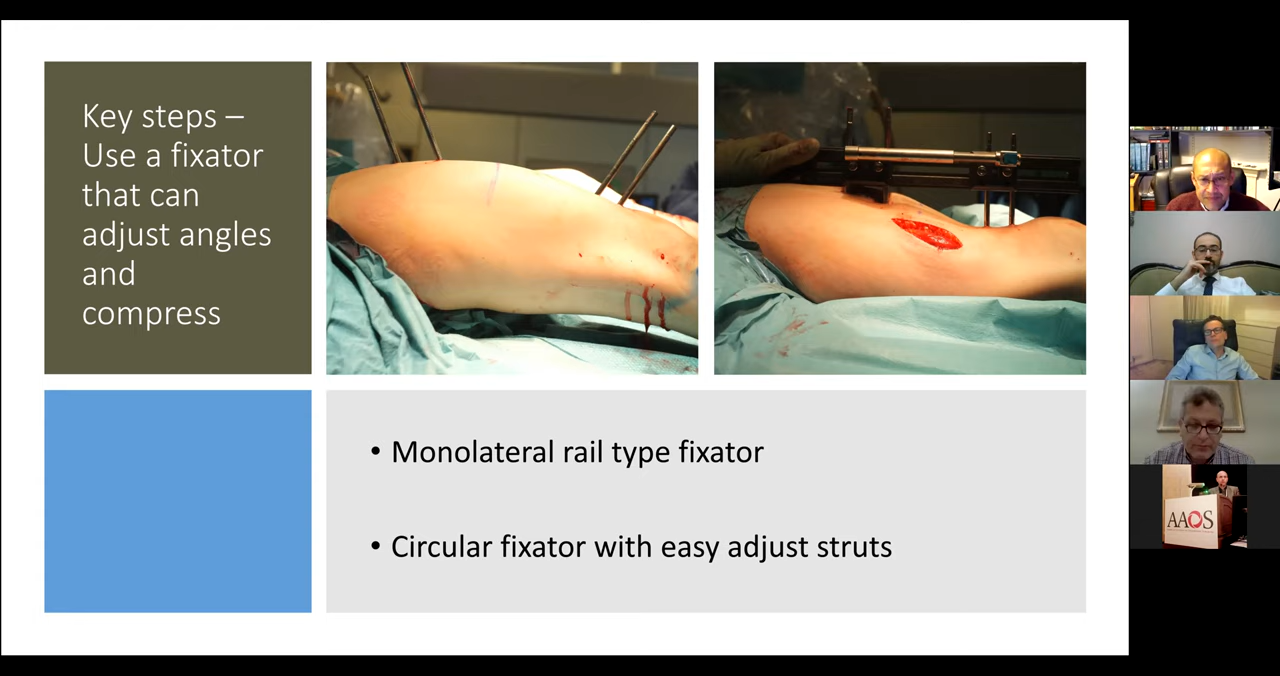 Key steps –
Use a fixator
that can
adjust angles
and
compress
• Monolateral rail type fixator
• Circular fixator with easy adjust struts
AAOS